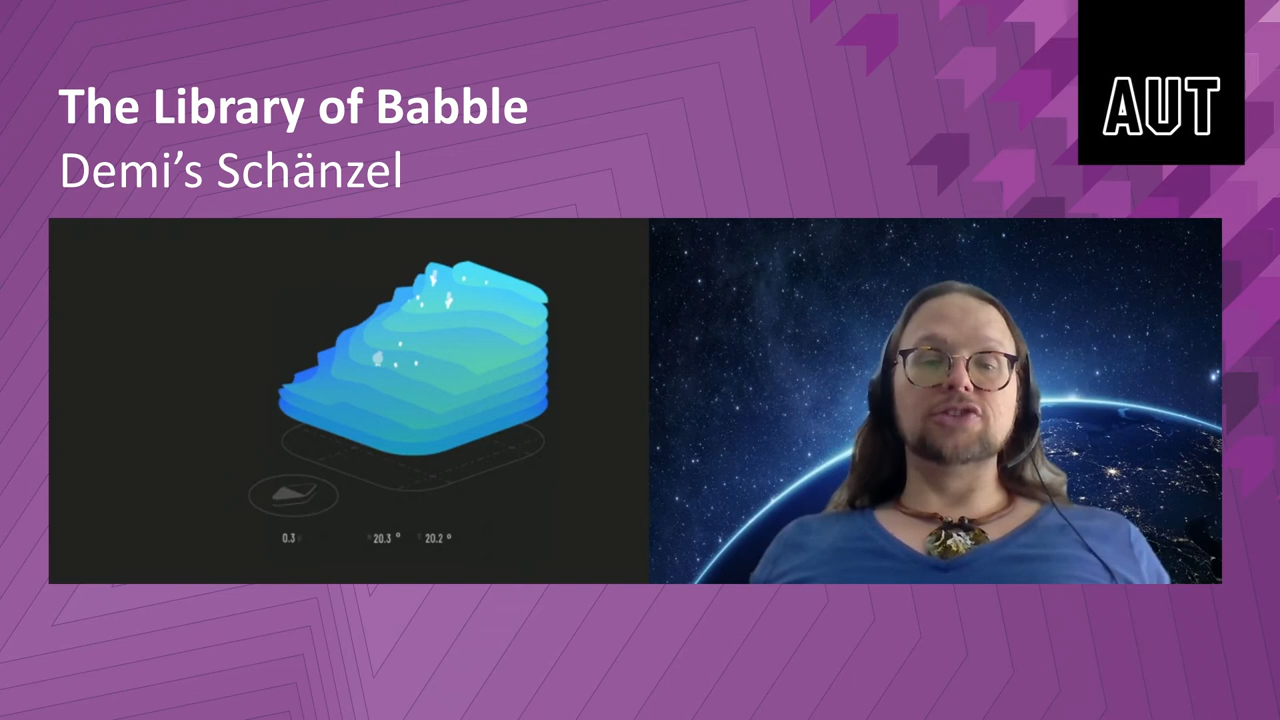 The Library of Babble
Demi’s Schänzel
AUT
0.3
20.3 °
20.2 °